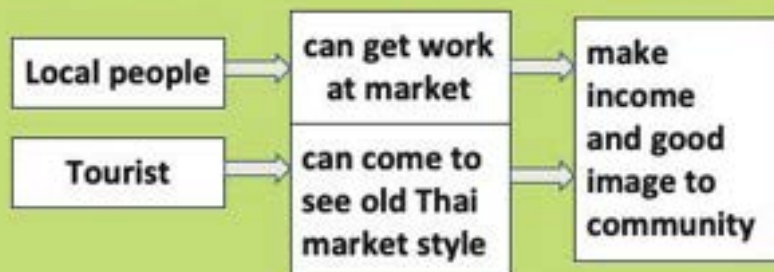 Local people
can get work
at market
Tourist
can come to
see old Thai
market style
make
income
and good
image to
community